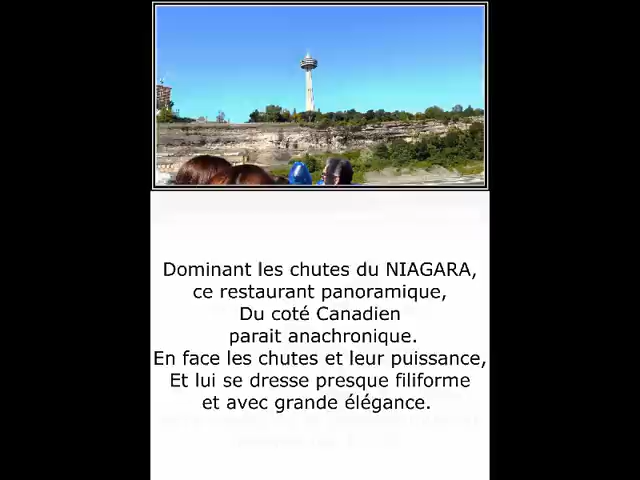 Dominant les chutes du NIAGARA,
ce restaurant panoramique,
Du coté Canadien
parait anachronique.
En face les chutes et leur puissance,
Et lui se dresse presque filiforme
et avec grande élégance.